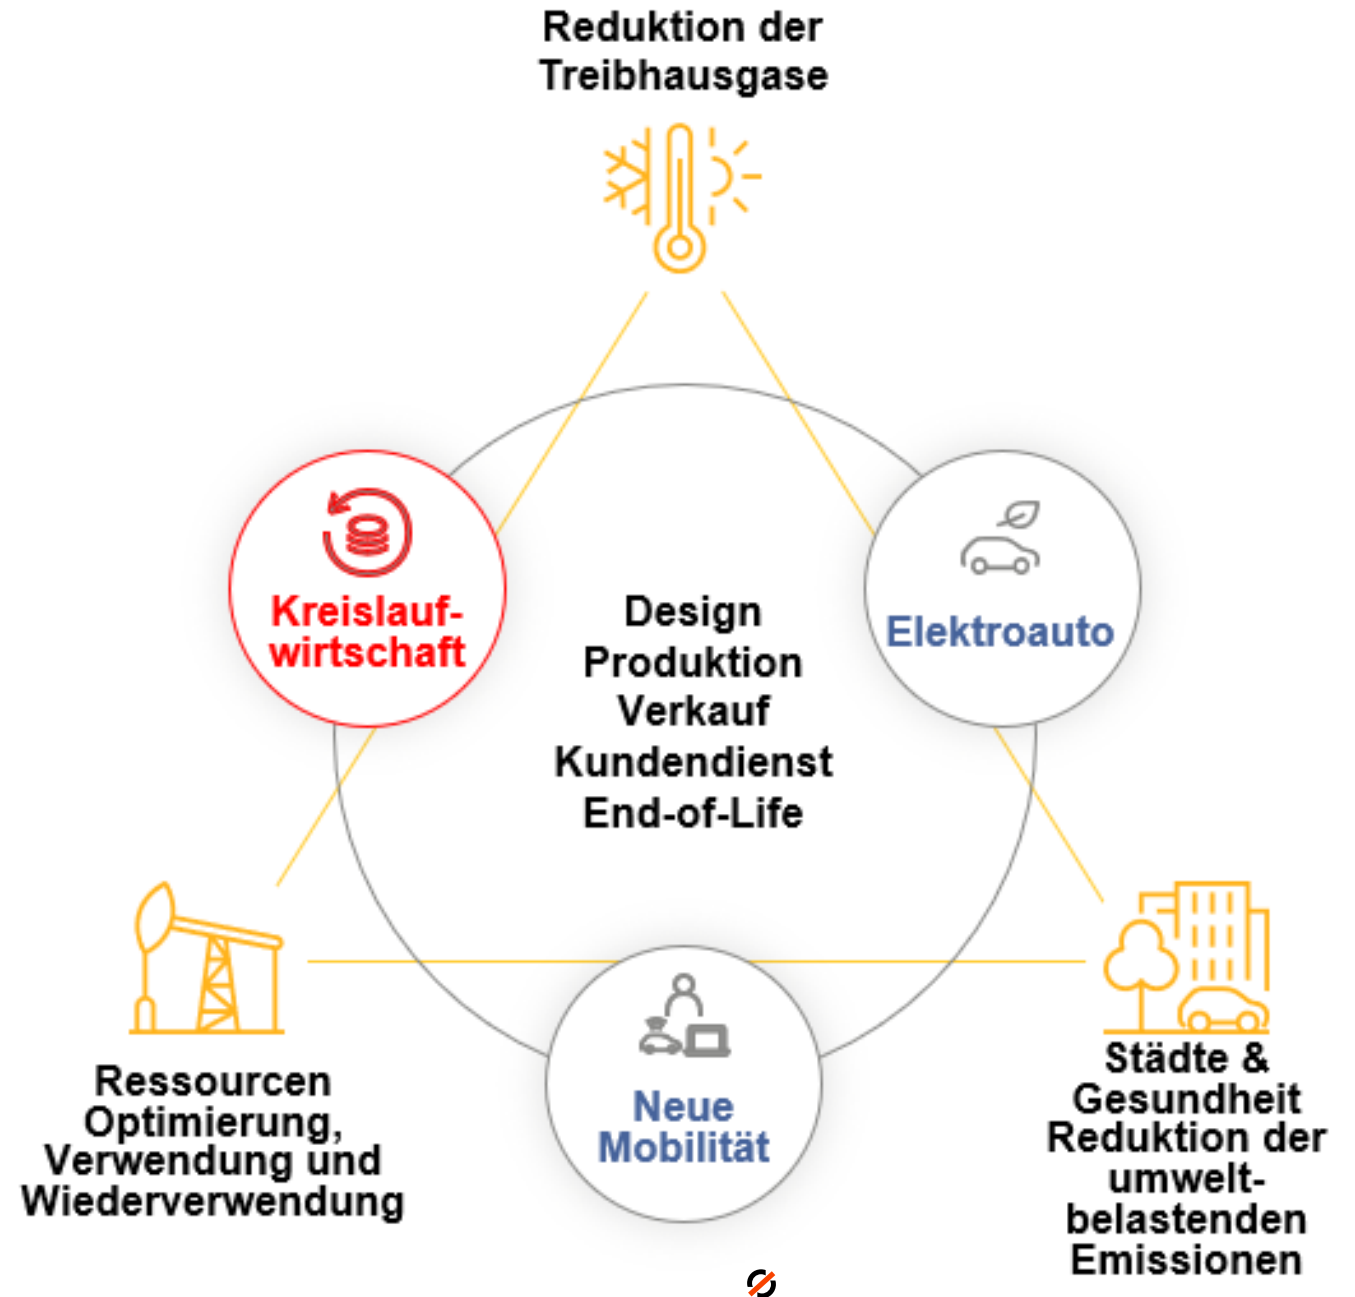 Reduktion der
Treibhausgase
Kreislauf-
wirtschaft
Elektroauto
Design
Produktion
Verkauf
Kundendienst
End-of-Life
Neue
Mobilität
Ressourcen
Optimierung,
Verwendung und
Wiederverwendung
Städte &
Gesundheit
Reduktion der
umwelt-
belastenden
Emissionen